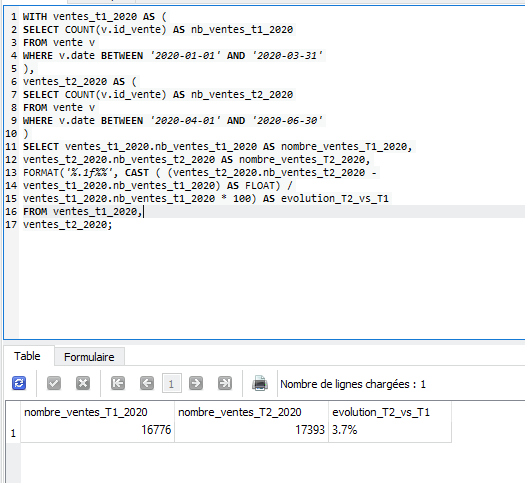 1 WITH ventes_t1_2020 AS (
2 SELECT COUNT(v.id_vente) AS nb_ventes_t1_2020
3 FROM vente v
4 WHERE v.date BETWEEN '2020-01-01' AND '2020-03-31'
5 ),
6 ventes_t2_2020 AS (
7 SELECT COUNT(v.id_vente) AS nb_ventes_t2_2020
8 FROM vente v
9 WHERE v.date BETWEEN '2020-04-01' AND '2020-06-30'
10 )
11 SELECT ventes_t1_2020.nb_ventes_t1_2020 AS nombre_ventes_T1_2020,
12 ventes_t2_2020.nb_ventes_t2_2020 AS nombre_ventes_T2_2020,
13 FORMAT('%.1f%%', CAST ( (ventes_t2_2020.nb_ventes_t2_2020 -
14 ventes_t1_2020.nb_ventes_t1_2020) AS FLOAT) /
15 ventes_t1_2020.nb_ventes_t1_2020 * 100) AS evolution_T2_vs_T1
16 FROM ventes_t1_2020,
17 ventes_t2_2020;
Table Formulaire
1 Nombre de lignes chargées : 1
nombre_ventes_T1_2020 nombre_ventes_T2_2020 evolution_T2_vs_T1
1 16776 17393 3.7%